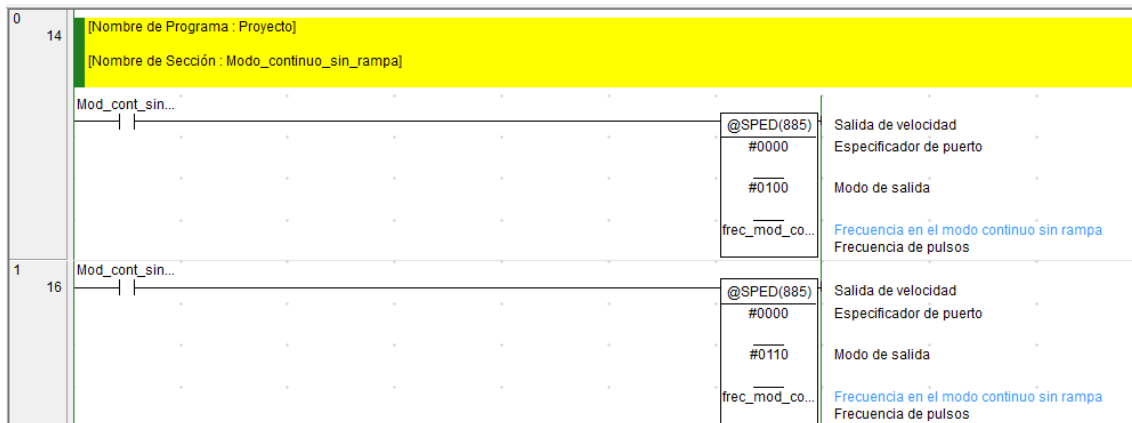 0
14
[Nombre de Programa : Proyecto]
[Nombre de Sección : Modo_continuo_sin_rampa]
Mod_cont_sin...
@SPED(885) Salida de velocidad
#0000 Especificador de puerto
#0100 Modo de salida
frec_mod_co... Frecuencia en el modo continuo sin rampa
Frecuencia de pulsos
1
16
Mod_cont_sin...
@SPED(885) Salida de velocidad
#0000 Especificador de puerto
#0110 Modo de salida
frec_mod_co... Frecuencia en el modo continuo sin rampa
Frecuencia de pulsos